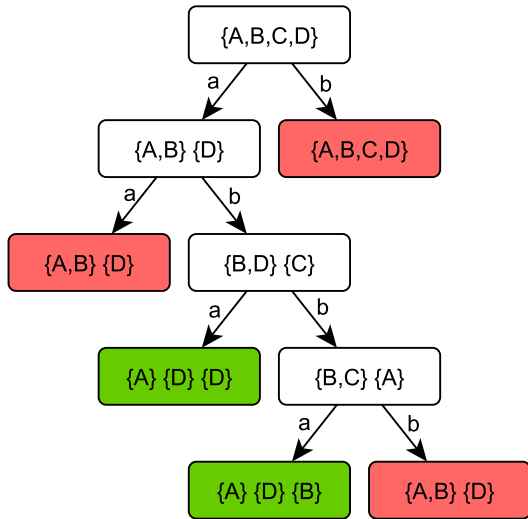 {A,B,C,D}
a
b
{A,B} {D}
{A,B,C,D}
a
b
{A,B} {D}
{B,D} {C}
a
b
{A} {D} {D}
{B,C} {A}
a
b
{A} {D} {B}
{A,B} {D}